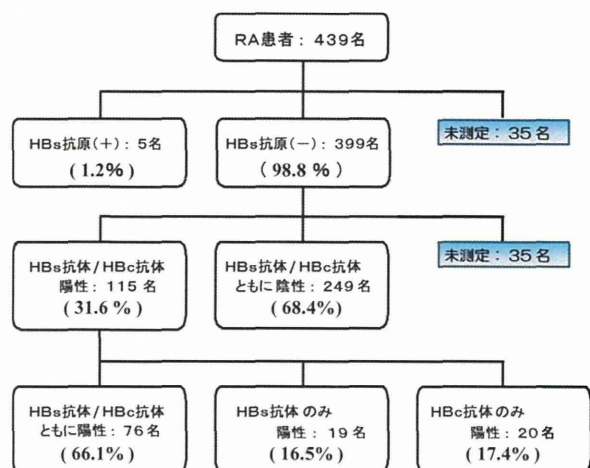 RA患者：439名
HBs抗原(＋)：5名
(1.2%)
HBs抗原(－)：399名
(98.8 %)
未測定：35名
HBs抗体/HBc抗体
陽性：115 名
(31.6 %)
HBs抗体/HBc抗体
ともに陰性：249名
(68.4%)
未測定：35名
HBs抗体/HBc抗体
ともに陽性：76名
(66.1%)
HBs抗体のみ
陽性：19名
(16.5%)
HBc抗体のみ
陽性：20名
(17.4%)